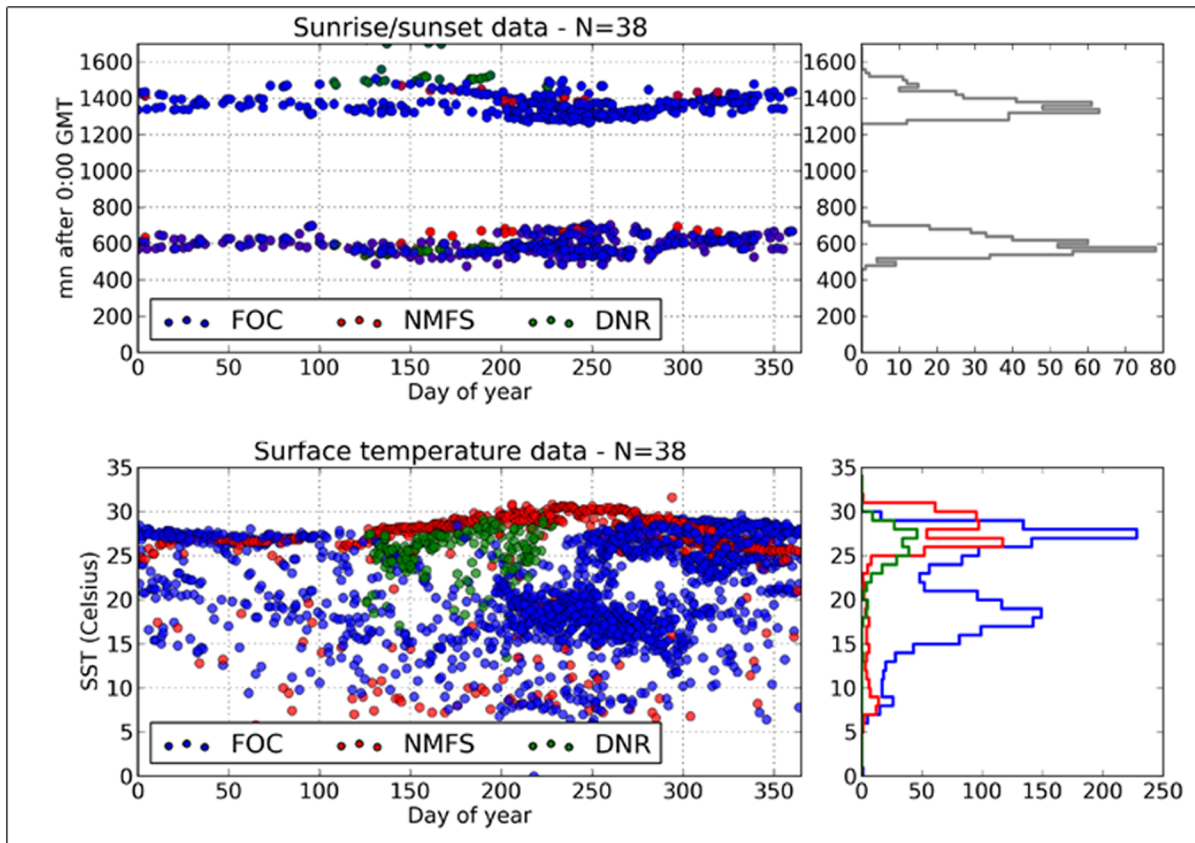 Sunrise/sunset data - N=38
mn after 0:00 GMT
1600
1400
1200
1000
800
600
400
200
0
FOC NMFS DNR
0 50 100 150 200 250 300 350
Day of year
1600
1400
1200
1000
800
600
400
200
0
0 10 20 30 40 50 60 70 80
Surface temperature data - N=38
SST (Celsius)
35
30
25
20
15
10
5
0
FOC NMFS DNR
0 50 100 150 200 250 300 350
Day of year
35
30
25
20
15
10
5
0
0 50 100 150 200 250